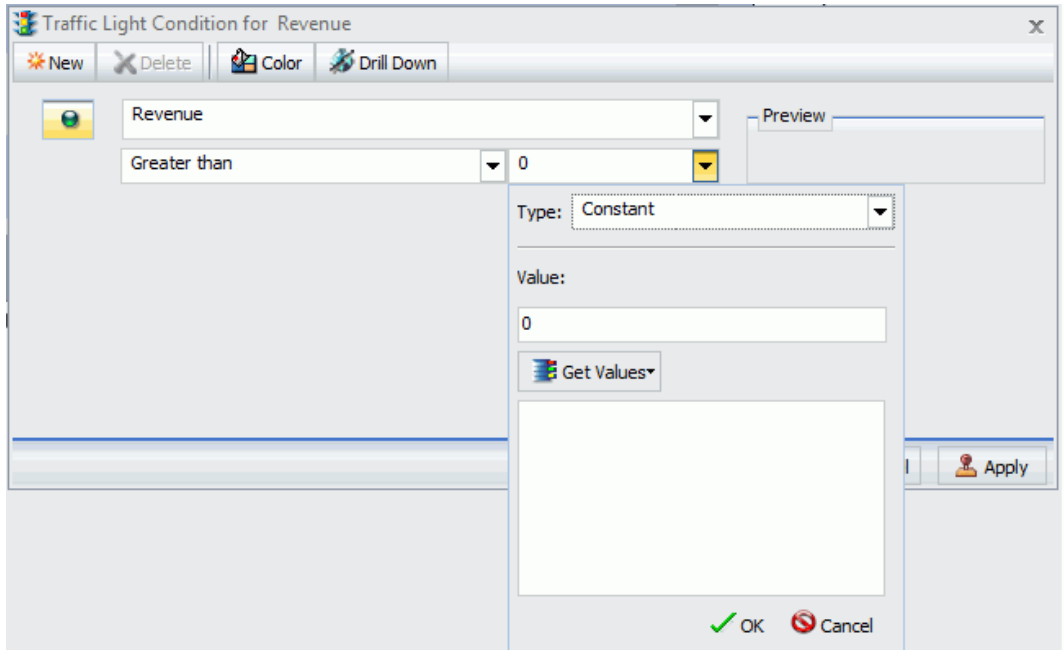 Traffic Light Condition for Revenue
x
New Delete Color Drill Down
Revenue
Preview
Greater than 0
Type: Constant
Value:
0
Get Values
Apply
OK Cancel